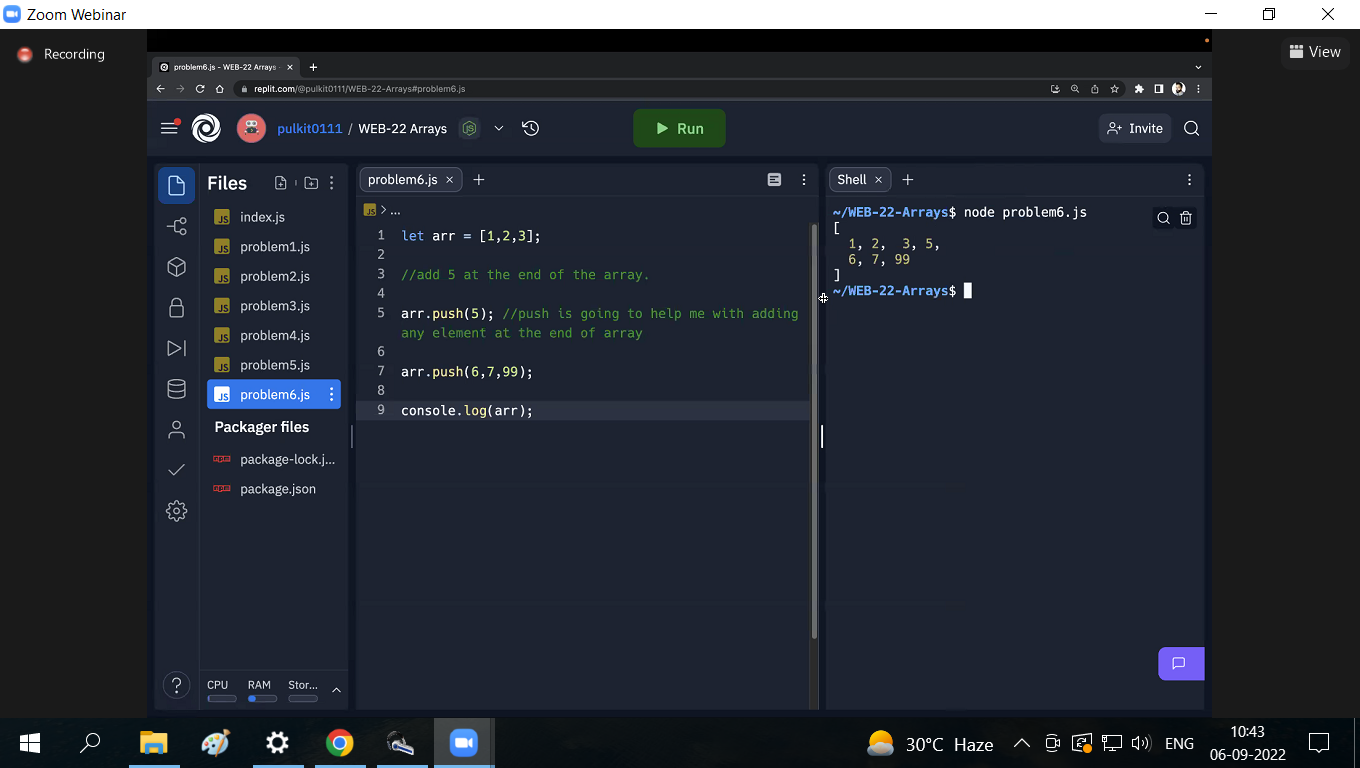 Zoom Webinar
Recording
View
problem6.js - WEB-22 Arrays
replit.com/@pulkit0111/WEB-22-Arrays#problem6.js
pulkit0111 / WEB-22 Arrays
Run
Invite
Files
index.js
problem1.js
problem2.js
problem3.js
problem4.js
problem5.js
problem6.js
Packager files
package-lock.j...
package.json
CPU RAM Stor...
problem6.js
JS > ...
1 let arr = [1,2,3];
2
3 //add 5 at the end of the array.
4
5 arr.push(5); //push is going to help me with adding
any element at the end of array
6
7 arr.push(6,7,99);
8
9 console.log(arr);
Shell
~/WEB-22-Arrays$ node problem6.js
[
1, 2, 3, 5,
6, 7, 99
]
~/WEB-22-Arrays$
30°C Haze
ENG
10:43
06-09-2022